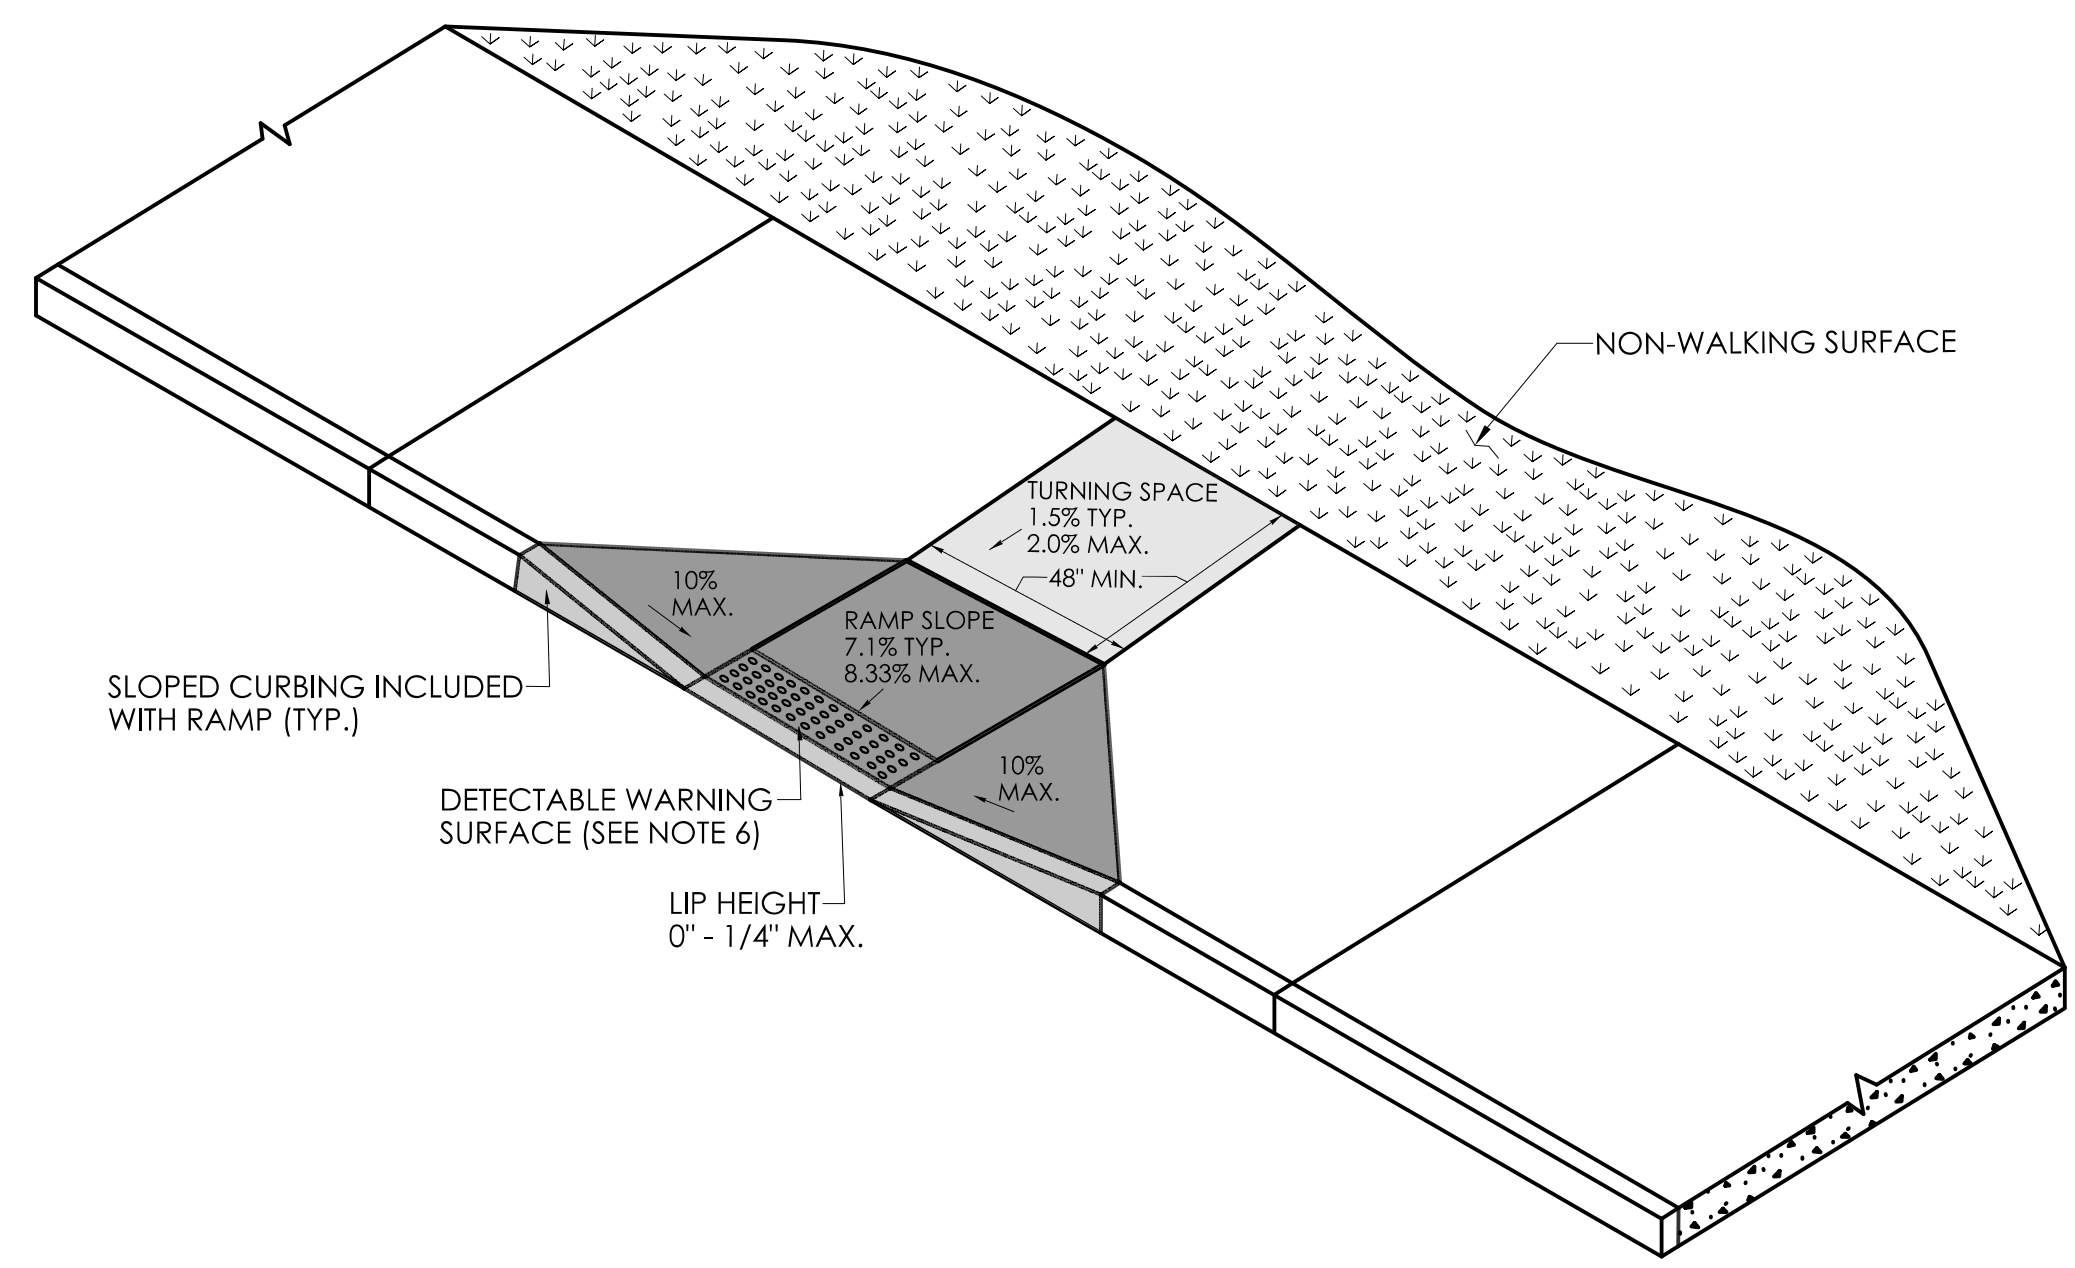 NON-WALKING SURFACE
TURNING SPACE
1.5% TYP.
2.0% MAX.
48" MIN.
10%
MAX.
RAMP SLOPE
7.1% TYP.
8.33% MAX.
SLOPED CURBING INCLUDED
WITH RAMP (TYP.)
10%
MAX.
DETECTABLE WARNING
SURFACE (SEE NOTE 6)
LIP HEIGHT
0" - 1/4" MAX.